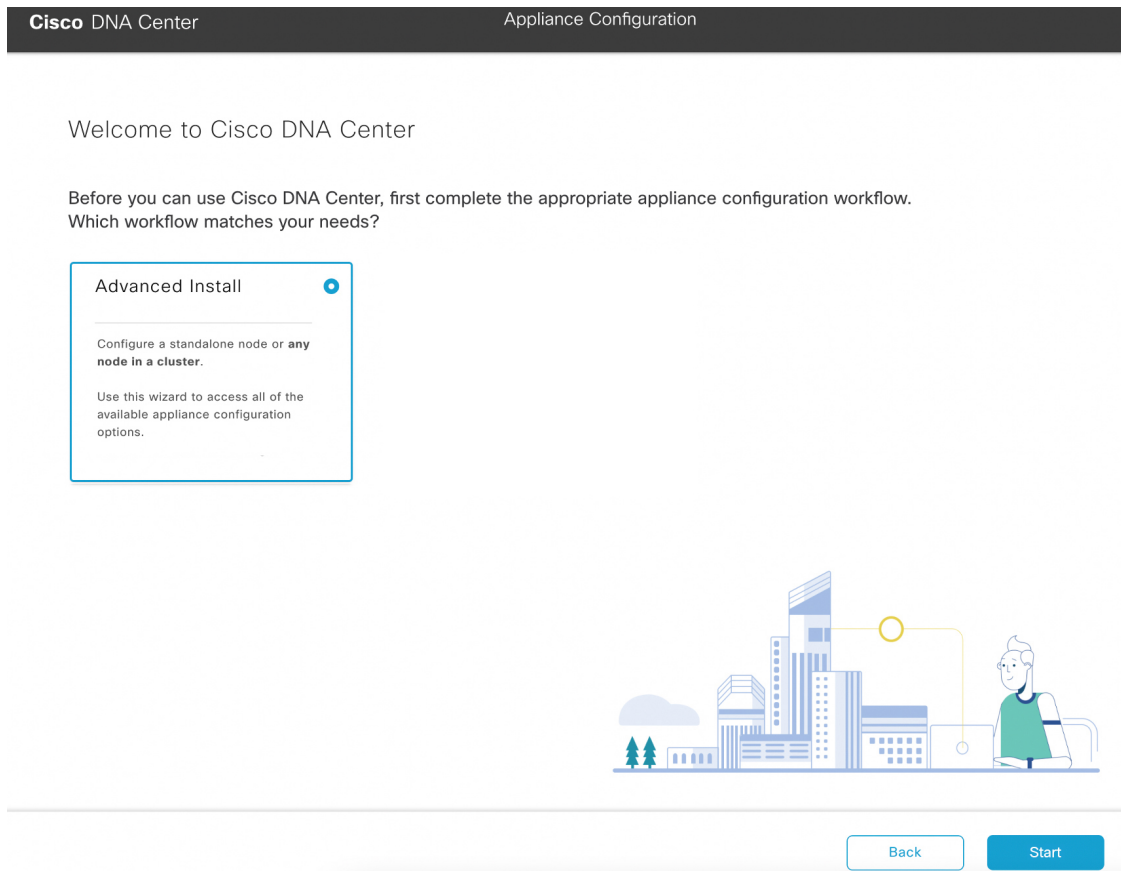 Cisco DNA Center
Appliance Configuration
Welcome to Cisco DNA Center
Before you can use Cisco DNA Center, first complete the appropriate appliance configuration workflow.
Which workflow matches your needs?
Advanced Install
Configure a standalone node or any
node in a cluster.
Use this wizard to access all of the
available appliance configuration
options.
Back
Start